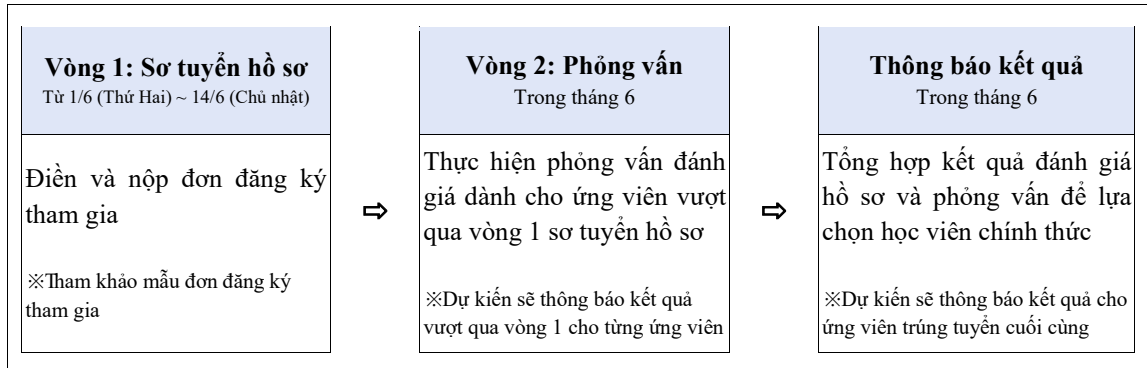 Vòng 1: Sơ tuyển hồ sơ
Từ 1/6 (Thứ Hai) ~ 14/6 (Chủ nhật)
Điền và nộp đơn đăng ký
tham gia
※Tham khảo mẫu đơn đăng ký
tham gia
⇨
Vòng 2: Phỏng vấn
Trong tháng 6
Thực hiện phỏng vấn đánh
giá dành cho ứng viên vượt
qua vòng 1 sơ tuyển hồ sơ
※Dự kiến sẽ thông báo kết quả
vượt qua vòng 1 cho từng ứng viên
⇨
Thông báo kết quả
Trong tháng 6
Tổng hợp kết quả đánh giá
hồ sơ và phỏng vấn để lựa
chọn học viên chính thức
※Dự kiến sẽ thông báo kết quả cho
ứng viên trúng tuyển cuối cùng